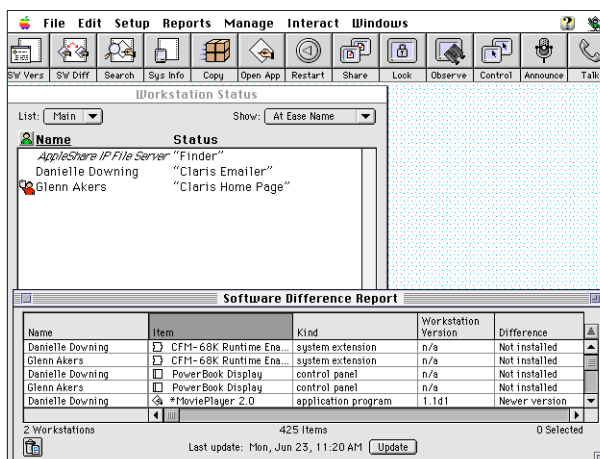 File Edit Setup Reports Manage Interact Windows
SW Vers SW Diff Search Sys Info Copy Open App Restart Share Lock Observe Control Announce Talk
Workstation Status
List: Main Show: At Ease Name
Name Status
AppleShare IP File Server "Finder"
Danielle Downing "Claris Emailer"
Glenn Akers "Claris Home Page"
Software Difference Report
Name Item Kind Workstation Version Difference
Danielle Downing CFM-68K Runtime Ena... system extension n/a Not installed
Glenn Akers CFM-68K Runtime Ena... system extension n/a Not installed
Danielle Downing PowerBook Display control panel n/a Not installed
Glenn Akers PowerBook Display control panel n/a Not installed
Danielle Downing *MoviePlayer 2.0 application program 1.1d1 Newer version
2 Workstations 425 Items 0 Selected
Last update: Mon, Jun 23, 11:20 AM Update